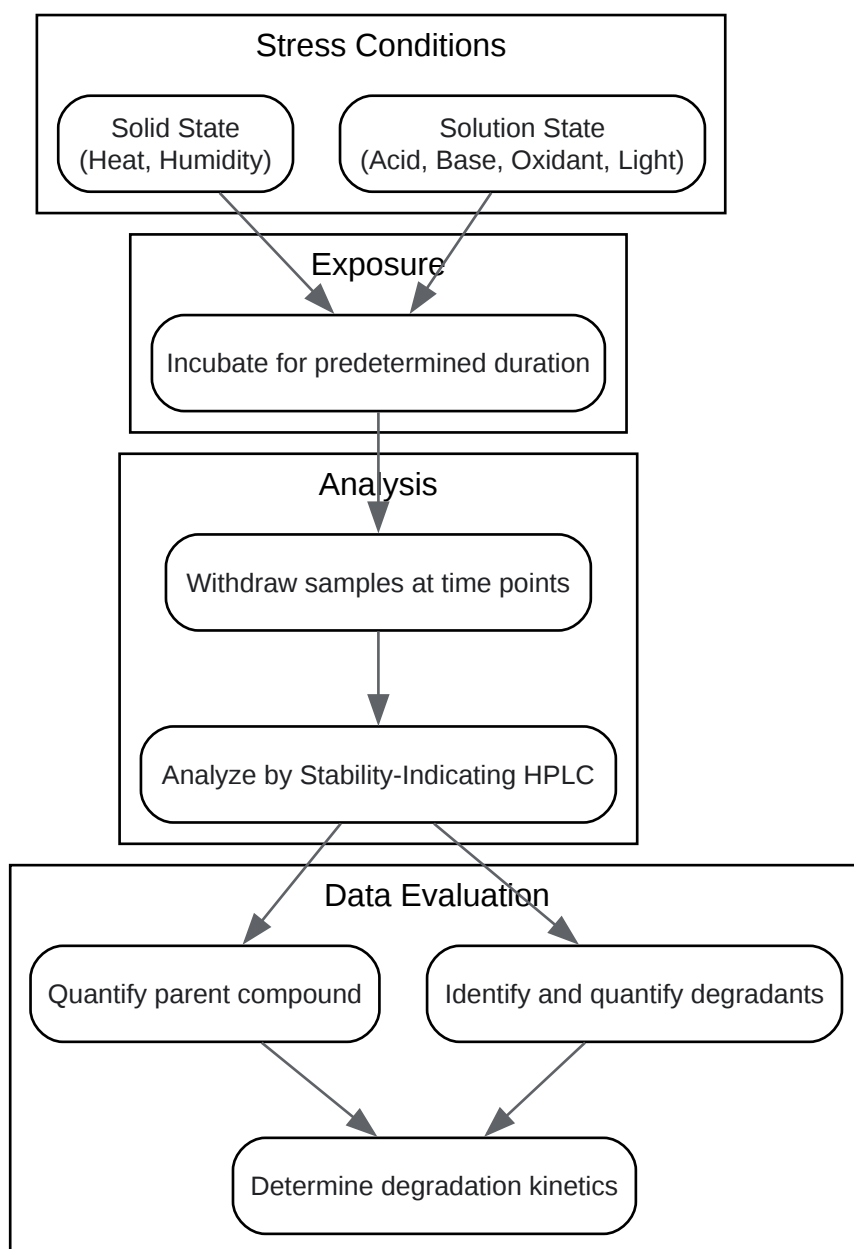 Stress Conditions
Solid State
(Heat, Humidity)
Solution State
(Acid, Base, Oxidant, Light)
Exposure
Incubate for predetermined duration
Analysis
Withdraw samples at time points
Analyze by Stability-Indicating HPLC
Data Evaluation
Quantify parent compound
Identify and quantify degradants
Determine degradation kinetics